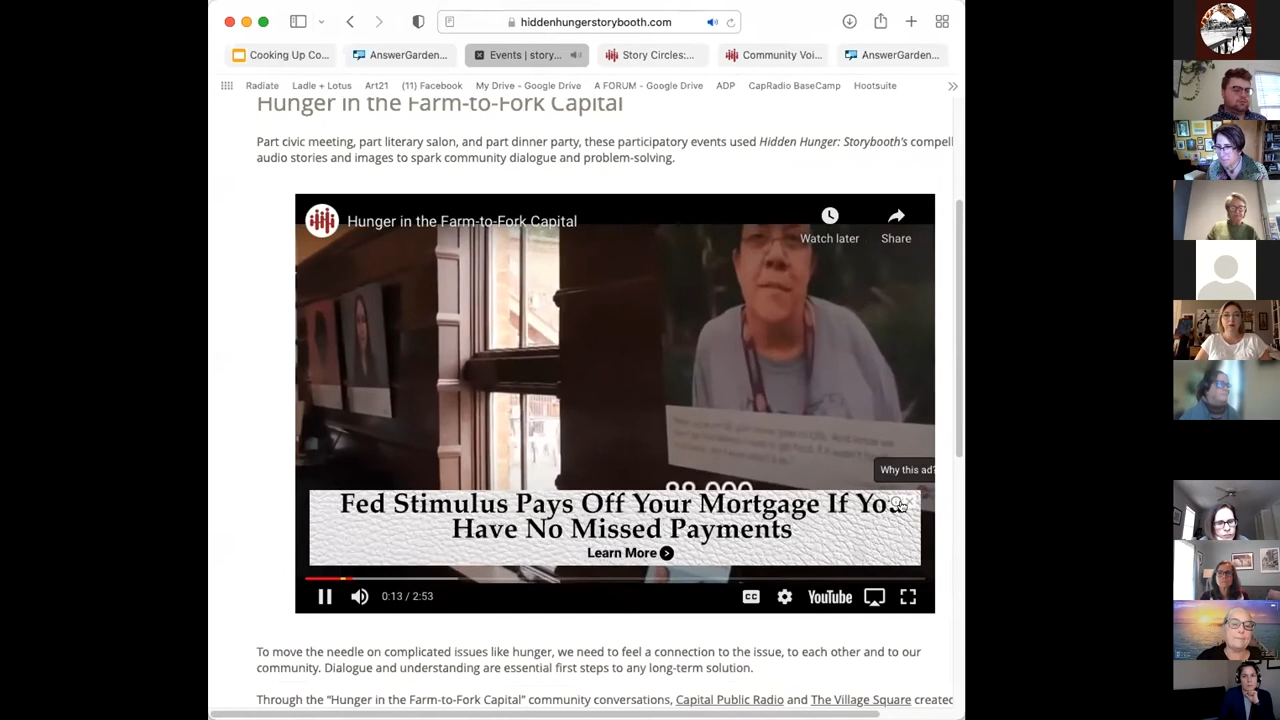 hiddenhungerstorybooth.com
Cooking Up Co...
AnswerGarden...
Events | story...
Story Circles:...
Community Voi...
AnswerGarden...
Radiate
Ladle + Lotus
Art21
(11) Facebook
My Drive - Google Drive
A FORUM - Google Drive
ADP
CapRadio BaseCamp
Hootsuite
Hunger in the Farm-to-Fork Capital
Part civic meeting, part literary salon, and part dinner party, these participatory events used Hidden Hunger: Storybooth's compell
audio stories and images to spark community dialogue and problem-solving.
Hunger in the Farm-to-Fork Capital
Watch later
Share
Why this ad?
Fed Stimulus Pays Off Your Mortgage If You
Have No Missed Payments
Learn More
0:13 / 2:53
CC
YouTube
To move the needle on complicated issues like hunger, we need to feel a connection to the issue, to each other and to our
community. Dialogue and understanding are essential first steps to any long-term solution.
Through the “Hunger in the Farm-to-Fork Capital” community conversations, Capital Public Radio and The Village Square created